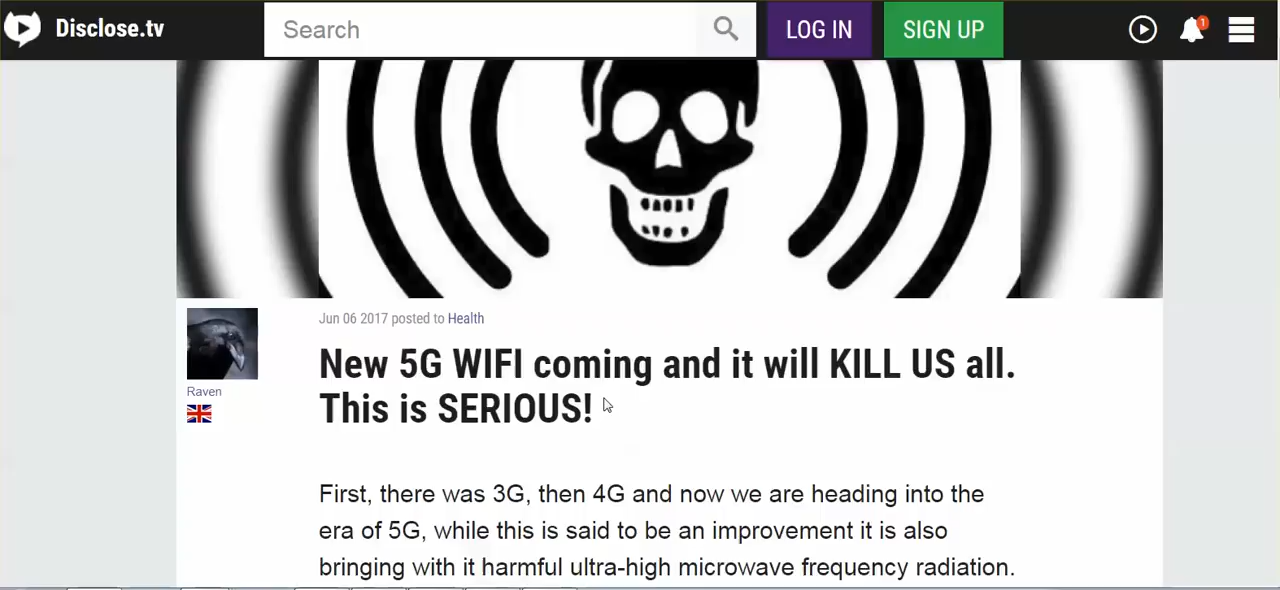 Disclose.tv
Search
LOG IN
SIGN UP
1
Jun 06 2017 posted to Health
New 5G WIFI coming and it will KILL US all.
This is SERIOUS!
Raven
First, there was 3G, then 4G and now we are heading into the
era of 5G, while this is said to be an improvement it is also
bringing with it harmful ultra-high microwave frequency radiation.